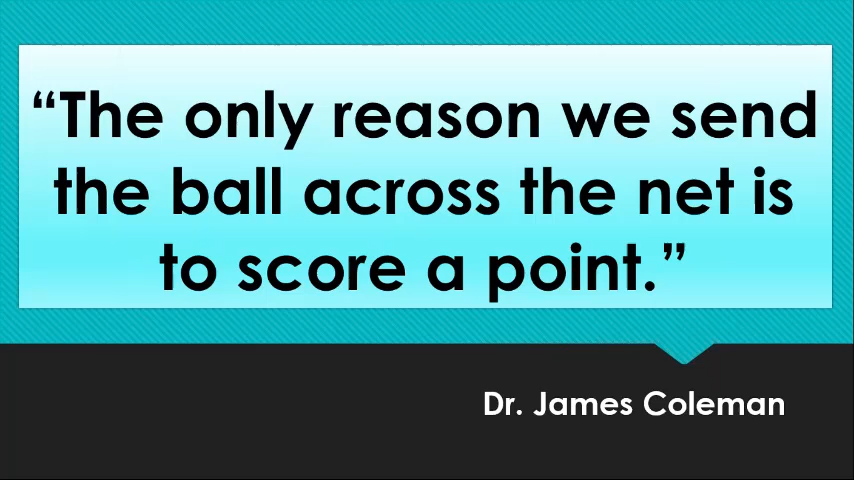 “The only reason we send
the ball across the net is
to score a point.”
Dr. James Coleman